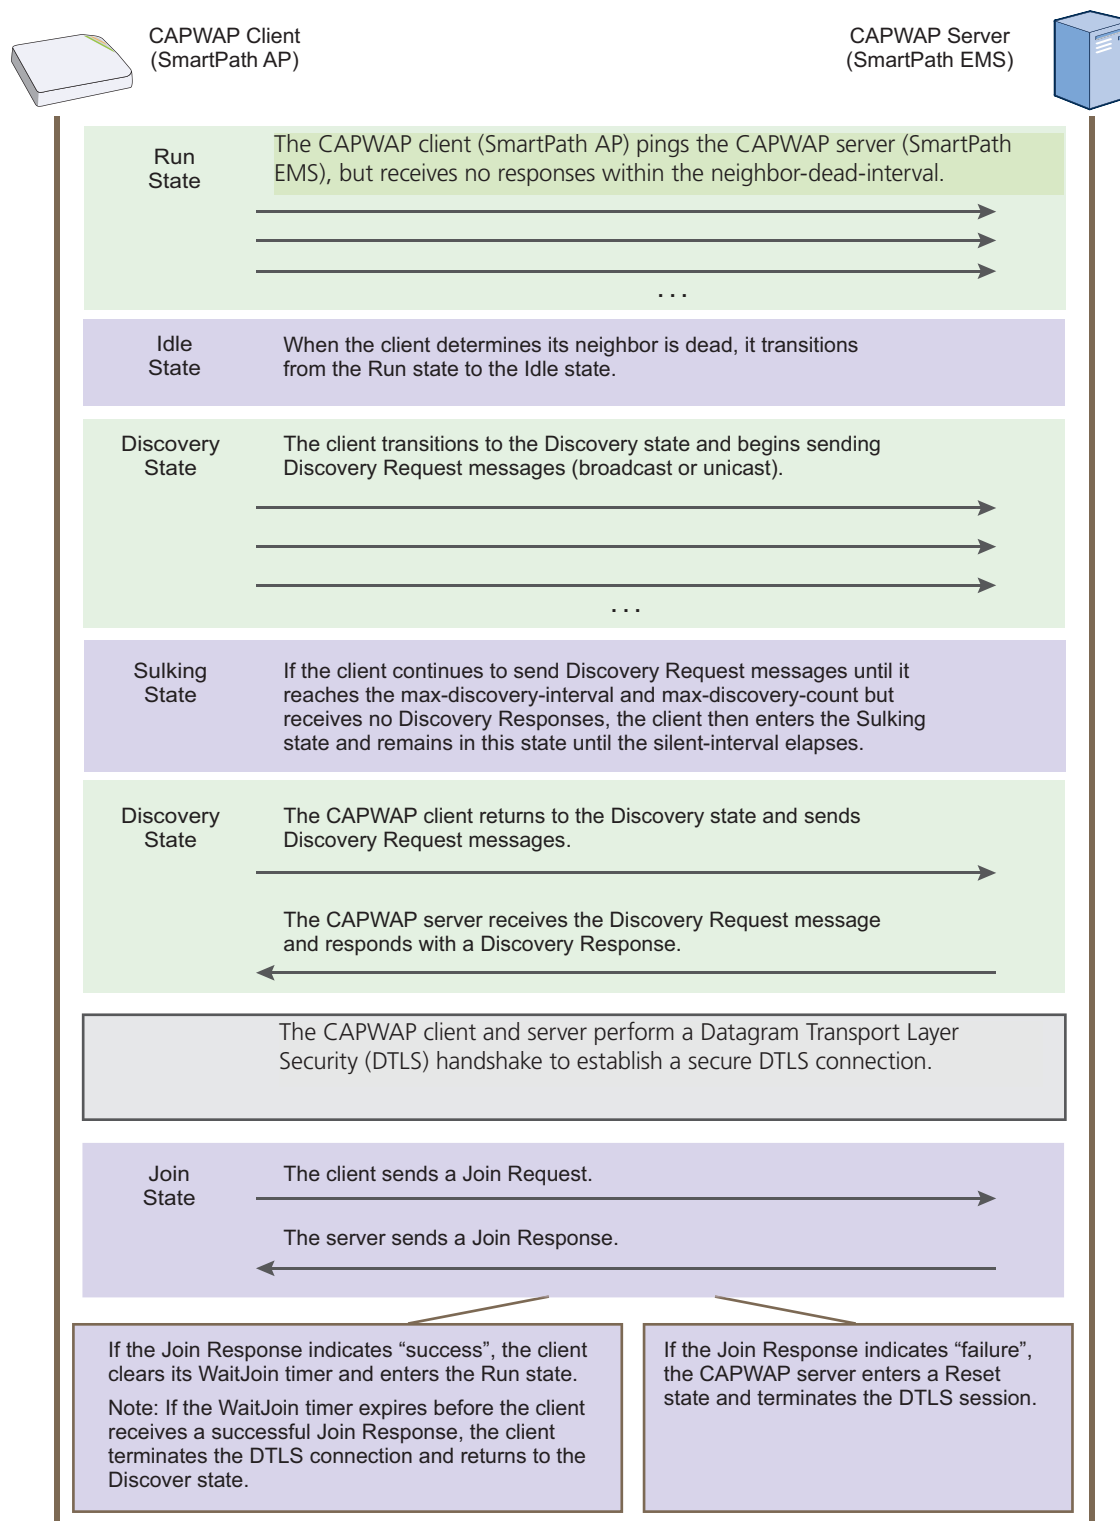 CAPWAP Client
(SmartPath AP)
CAPWAP Server
(SmartPath EMS)
Run
State
The CAPWAP client (SmartPath AP) pings the CAPWAP server (SmartPath
EMS), but receives no responses within the neighbor-dead-interval.
. . .
Idle
State
When the client determines its neighbor is dead, it transitions
from the Run state to the Idle state.
Discovery
State
The client transitions to the Discovery state and begins sending
Discovery Request messages (broadcast or unicast).
. . .
Sulking
State
If the client continues to send Discovery Request messages until it
reaches the max-discovery-interval and max-discovery-count but
receives no Discovery Responses, the client then enters the Sulking
state and remains in this state until the silent-interval elapses.
Discovery
State
The CAPWAP client returns to the Discovery state and sends
Discovery Request messages.
The CAPWAP server receives the Discovery Request message
and responds with a Discovery Response.
The CAPWAP client and server perform a Datagram Transport Layer
Security (DTLS) handshake to establish a secure DTLS connection.
Join
State
The client sends a Join Request.
The server sends a Join Response.
If the Join Response indicates “success”, the client
clears its WaitJoin timer and enters the Run state.
Note: If the WaitJoin timer expires before the client
receives a successful Join Response, the client
terminates the DTLS connection and returns to the
Discover state.
If the Join Response indicates “failure”,
the CAPWAP server enters a Reset
state and terminates the DTLS session.